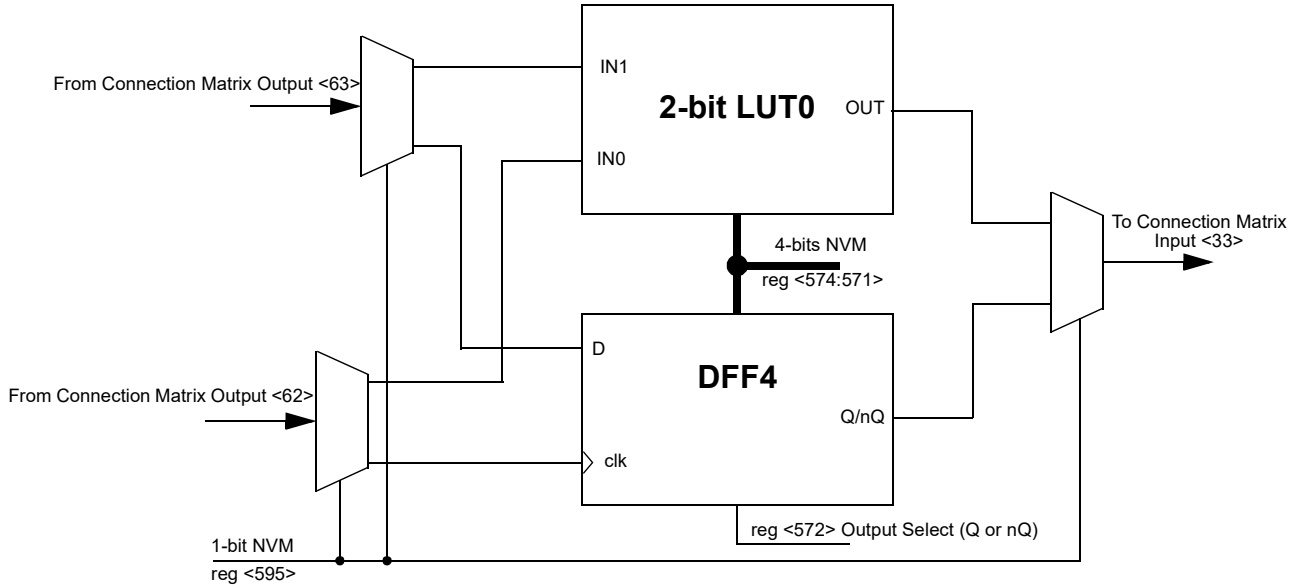 From Connection Matrix Output <63>
IN1
2-bit LUT0
OUT
IN0
To Connection Matrix
Input <33>
4-bits NVM
reg <574:571>
D
DFF4
From Connection Matrix Output <62>
Q/nQ
clk
reg <572> Output Select (Q or nQ)
1-bit NVM
reg <595>